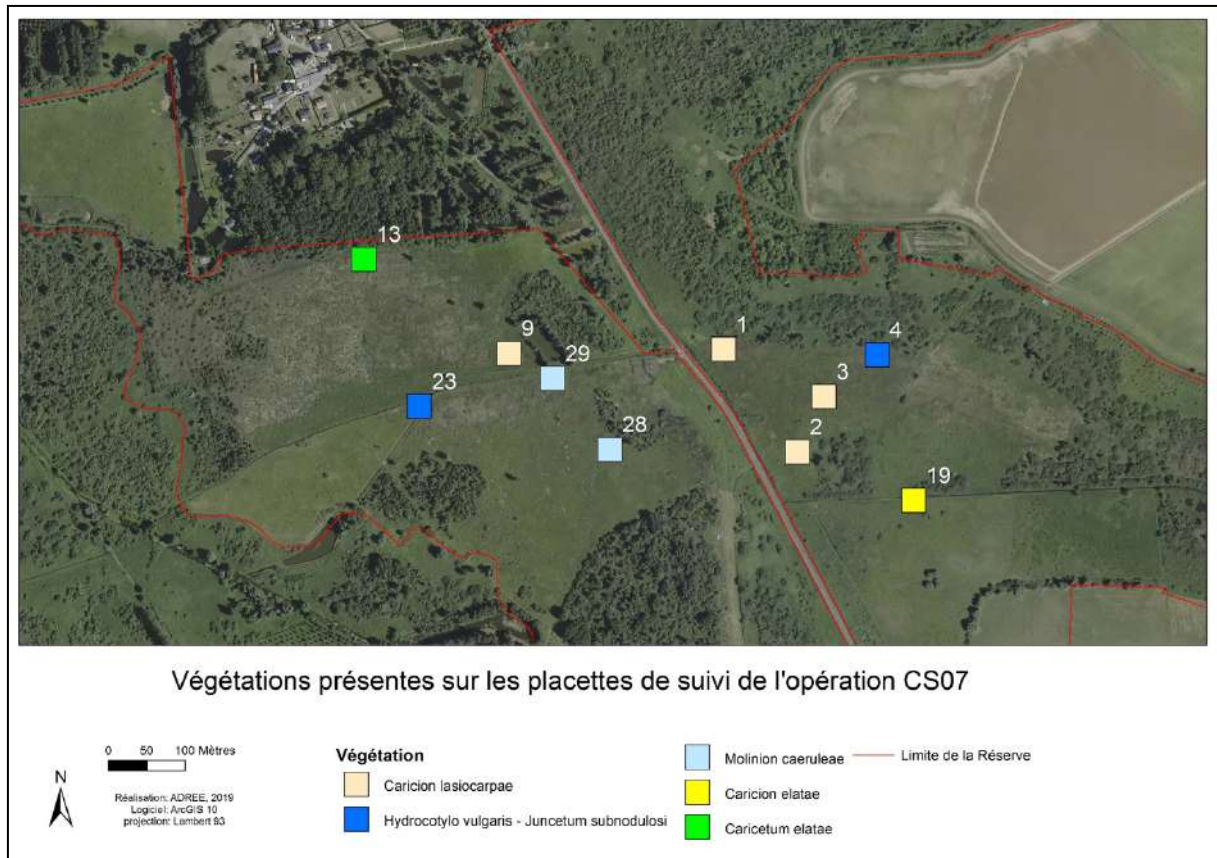 13
9
1
4
29
3
23
2
28
19
Végétations présentes sur les placettes de suivi de l'opération CS07
0 50 100 Mètres
N
Réalisation: ADREE, 2019
Logiciel: ArcGIS 10
projection: Lambert 93
Végétation
Caricion lasiocarpae
Hydrocotylo vulgaris - Juncetum subnodulosi
Molinion caeruleae
Caricion elatae
Caricetum elatae
Limite de la Réserve